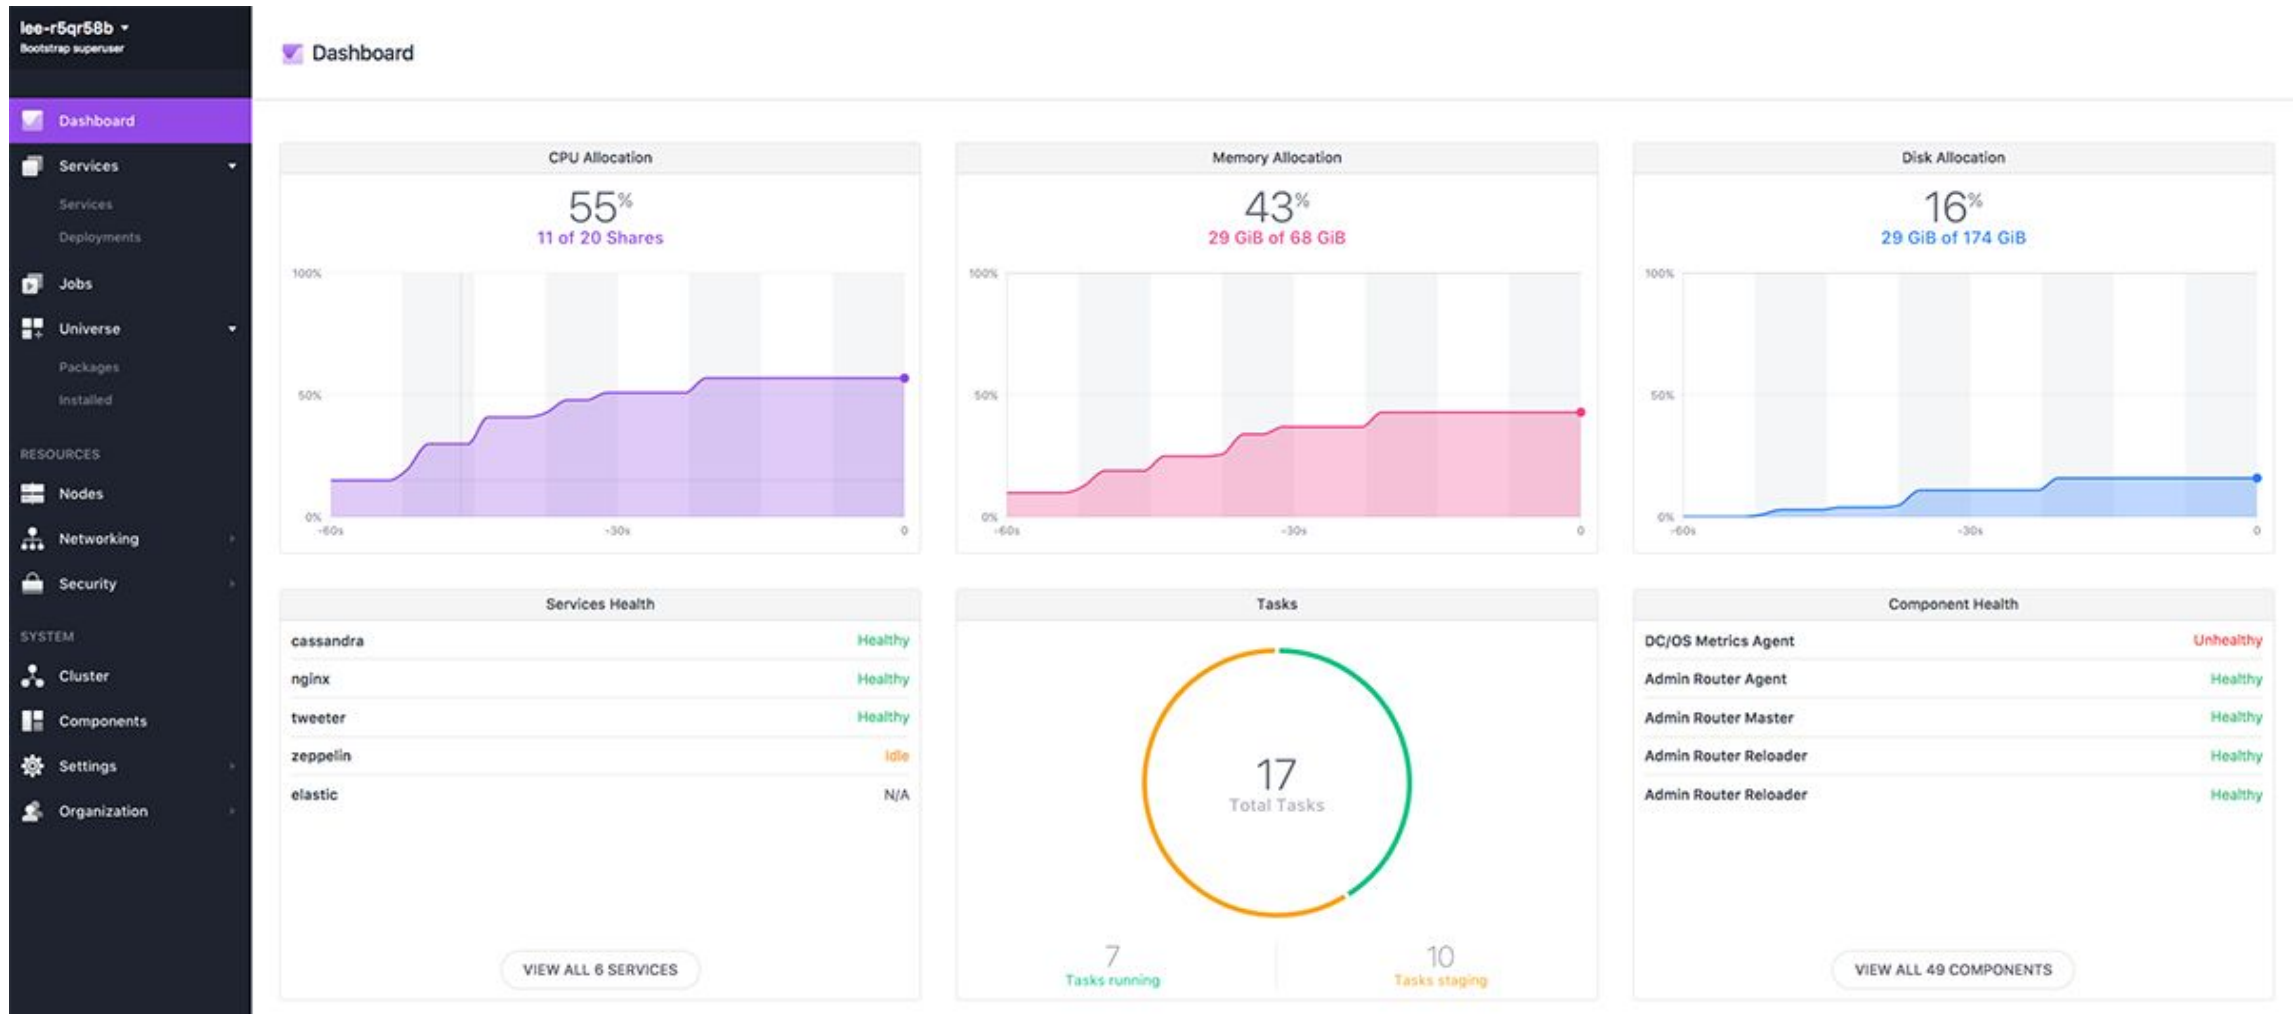 lee-r5qr58b
Bootstrap superuser
Dashboard
Services
Services
Deployments
Jobs
Universe
Packages
Installed
RESOURCES
Nodes
Networking
Security
SYSTEM
Cluster
Components
Settings
Organization
Dashboard
CPU Allocation
55%
11 of 20 Shares
100%
50%
0%
-60s
-30s
0
Memory Allocation
43%
29 GiB of 68 GiB
100%
50%
0%
-60s
-30s
0
Disk Allocation
16%
29 GiB of 174 GiB
100%
50%
0%
-60s
-30s
0
Services Health
cassandra Healthy
nginx Healthy
tweeter Healthy
zeppelin Idle
elastic N/A
VIEW ALL 6 SERVICES
Tasks
17
Total Tasks
7
Tasks running
10
Tasks staging
Component Health
DC/OS Metrics Agent Unhealthy
Admin Router Agent Healthy
Admin Router Master Healthy
Admin Router Reloader Healthy
Admin Router Reloader Healthy
VIEW ALL 49 COMPONENTS